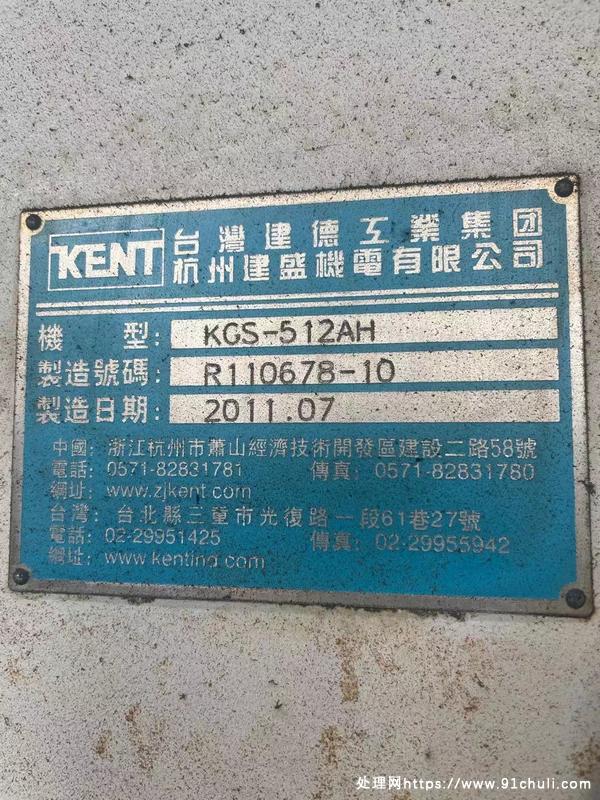 KENT
台灣建德工業集团
杭州建盛機電有限公司
機 型: KGS-512AH
製造號碼: R110678-10
製造日期: 2011.07
中國: 浙江杭州市蕭山經濟技術開發區建設二路58號
電話: 0571-82831781 傳真: 0571-82831780
網址: www.zjkent.com
台灣: 台北縣三重市光復路一段61巷27號
電話: 02-29951425 傳真: 02-29955942
網址: www.kentind.com
处理网https://www.91chuli.com